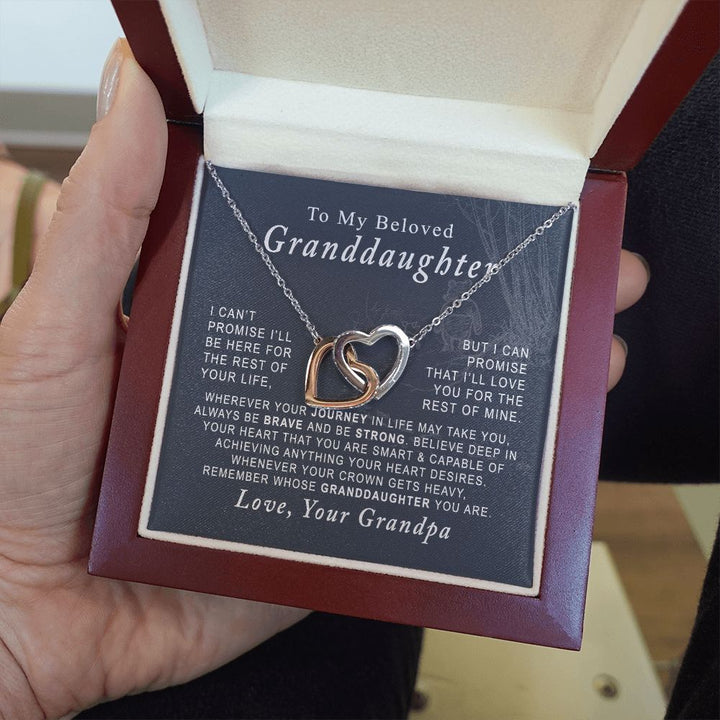 To My Beloved
Granddaughter
I CAN'T
PROMISE I'LL
BE HERE FOR
THE REST OF
YOUR LIFE,
BUT I CAN
PROMISE
THAT I'LL LOVE
YOU FOR THE
REST OF MINE.
WHEREVER YOUR JOURNEY IN LIFE MAY TAKE YOU,
ALWAYS BE BRAVE AND BE STRONG. BELIEVE DEEP IN
YOUR HEART THAT YOU ARE SMART & CAPABLE OF
ACHIEVING ANYTHING YOUR HEART DESIRES.
WHENEVER YOUR CROWN GETS HEAVY,
REMEMBER WHOSE GRANDDAUGHTER YOU ARE.
Love, Your Grandpa